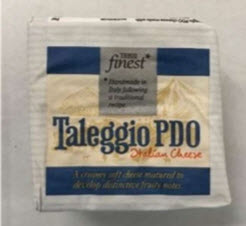 TESCO
finest*
*Handmade in
Italy following
a traditional
recipe
Taleggio PDO
Italian Cheese
A creamy soft cheese matured to
develop distinctive fruity notes